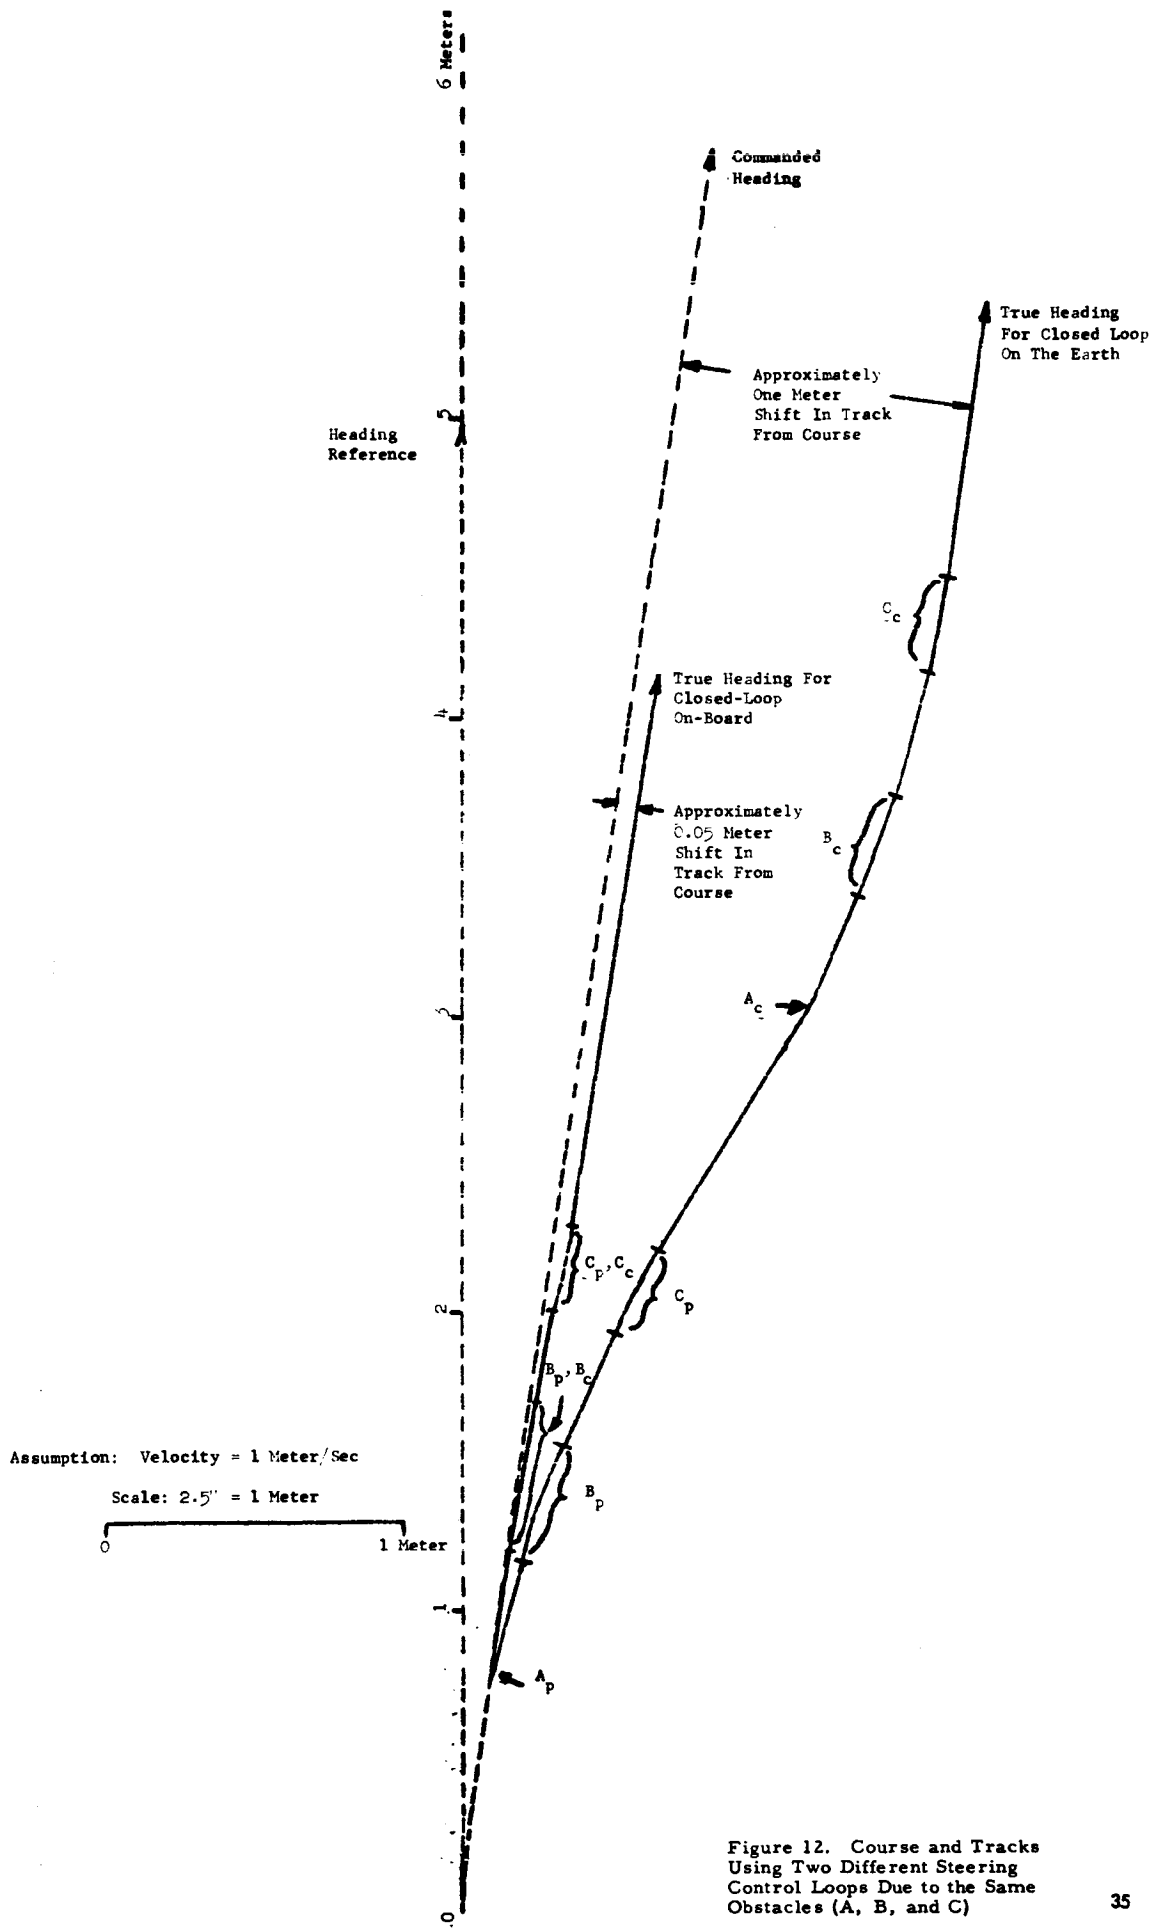 6 Meters
Commanded
Heading
True Heading
For Closed Loop
On The Earth
Approximately
One Meter
Shift In Track
From Course
5
Heading
Reference
C c
True Heading For
Closed-Loop
On-Board
4
Approximately
0.05 Meter
Shift In
Track From
Course
B c
A c
3
C p , C c
C p
2
B p , B c
Assumption: Velocity = 1 Meter/Sec
Scale: 2.5" = 1 Meter
B p
0 1 Meter
1
A p
0
Figure 12. Course and Tracks
Using Two Different Steering
Control Loops Due to the Same
Obstacles (A, B, and C)
35